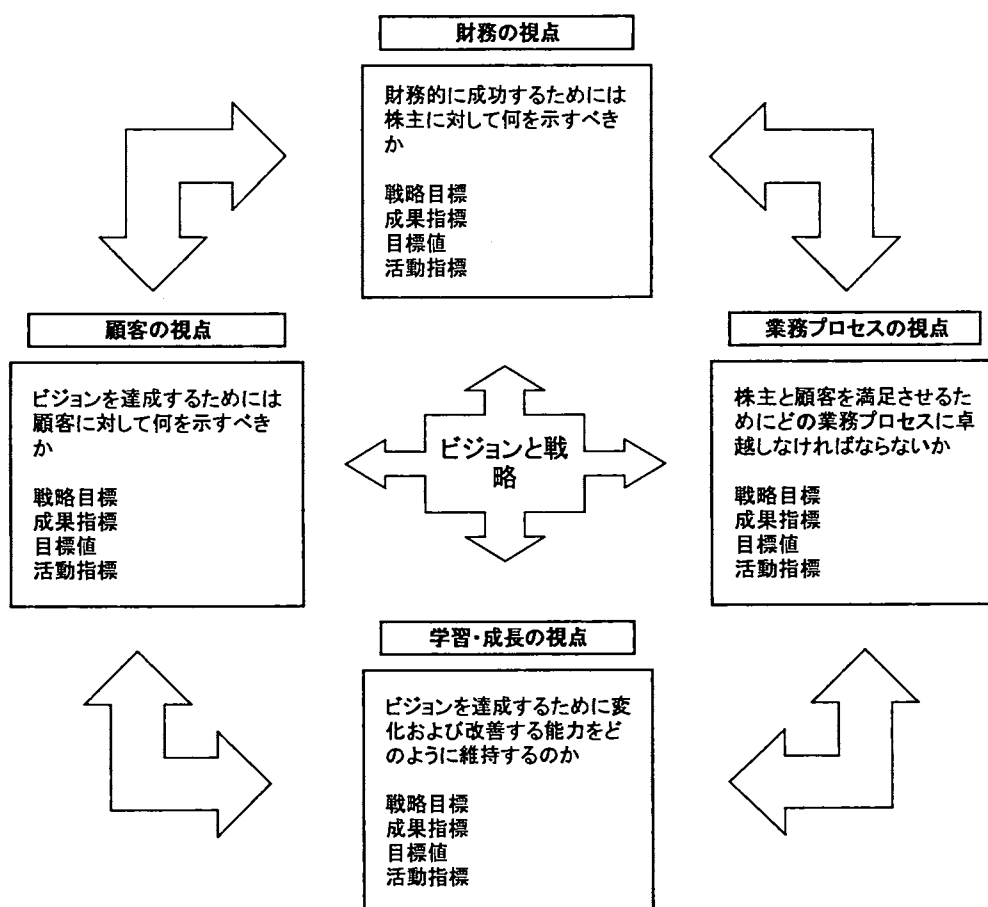 財務の視点
財務的に成功するためには
株主に対して何を示すべき
か
戦略目標
成果指標
目標値
活動指標
顧客の視点
ビジョンを達成するためには
顧客に対して何を示すべき
か
戦略目標
成果指標
目標値
活動指標
ビジョンと戦
略
業務プロセスの視点
株主と顧客を満足させるた
めにどの業務プロセスに卓
越しなければならないか
戦略目標
成果指標
目標値
活動指標
学習・成長の視点
ビジョンを達成するために変
化および改善する能力をど
のように維持するのか
戦略目標
成果指標
目標値
活動指標